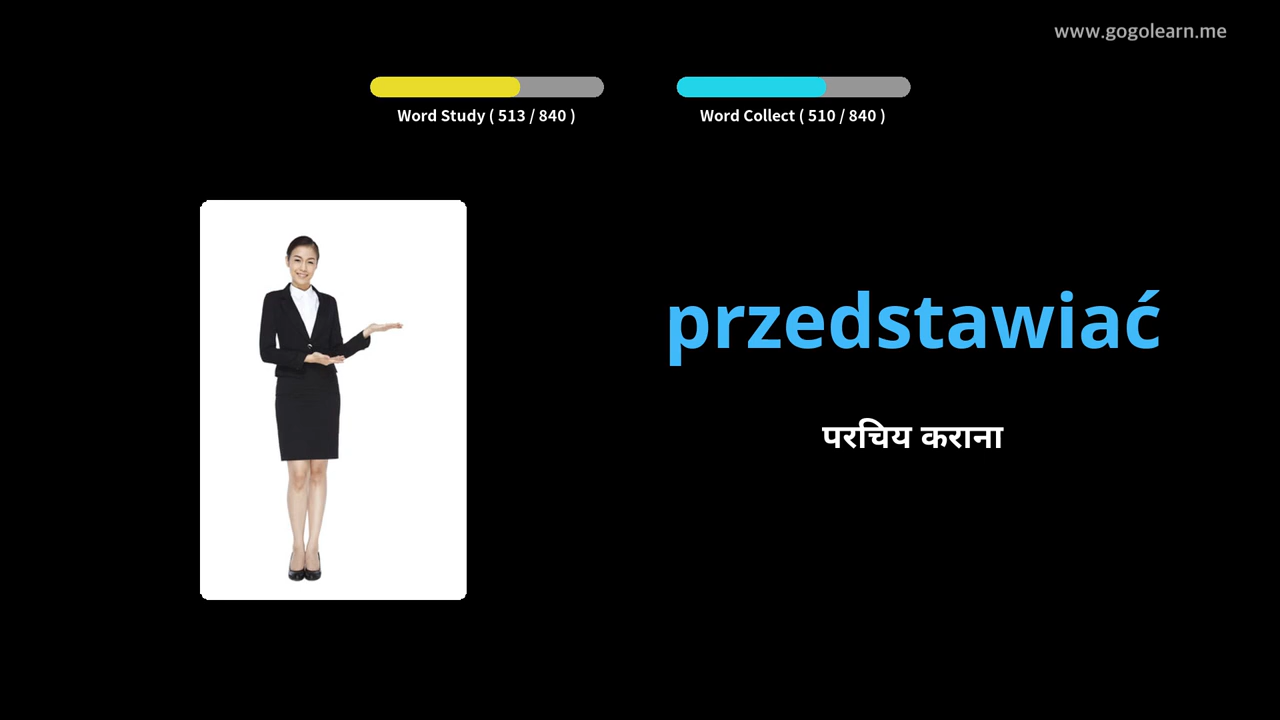 www.gogolearn.me
Word Study ( 513 / 840 )
Word Collect ( 510 / 840 )
przedstawiać
परिचय कराना